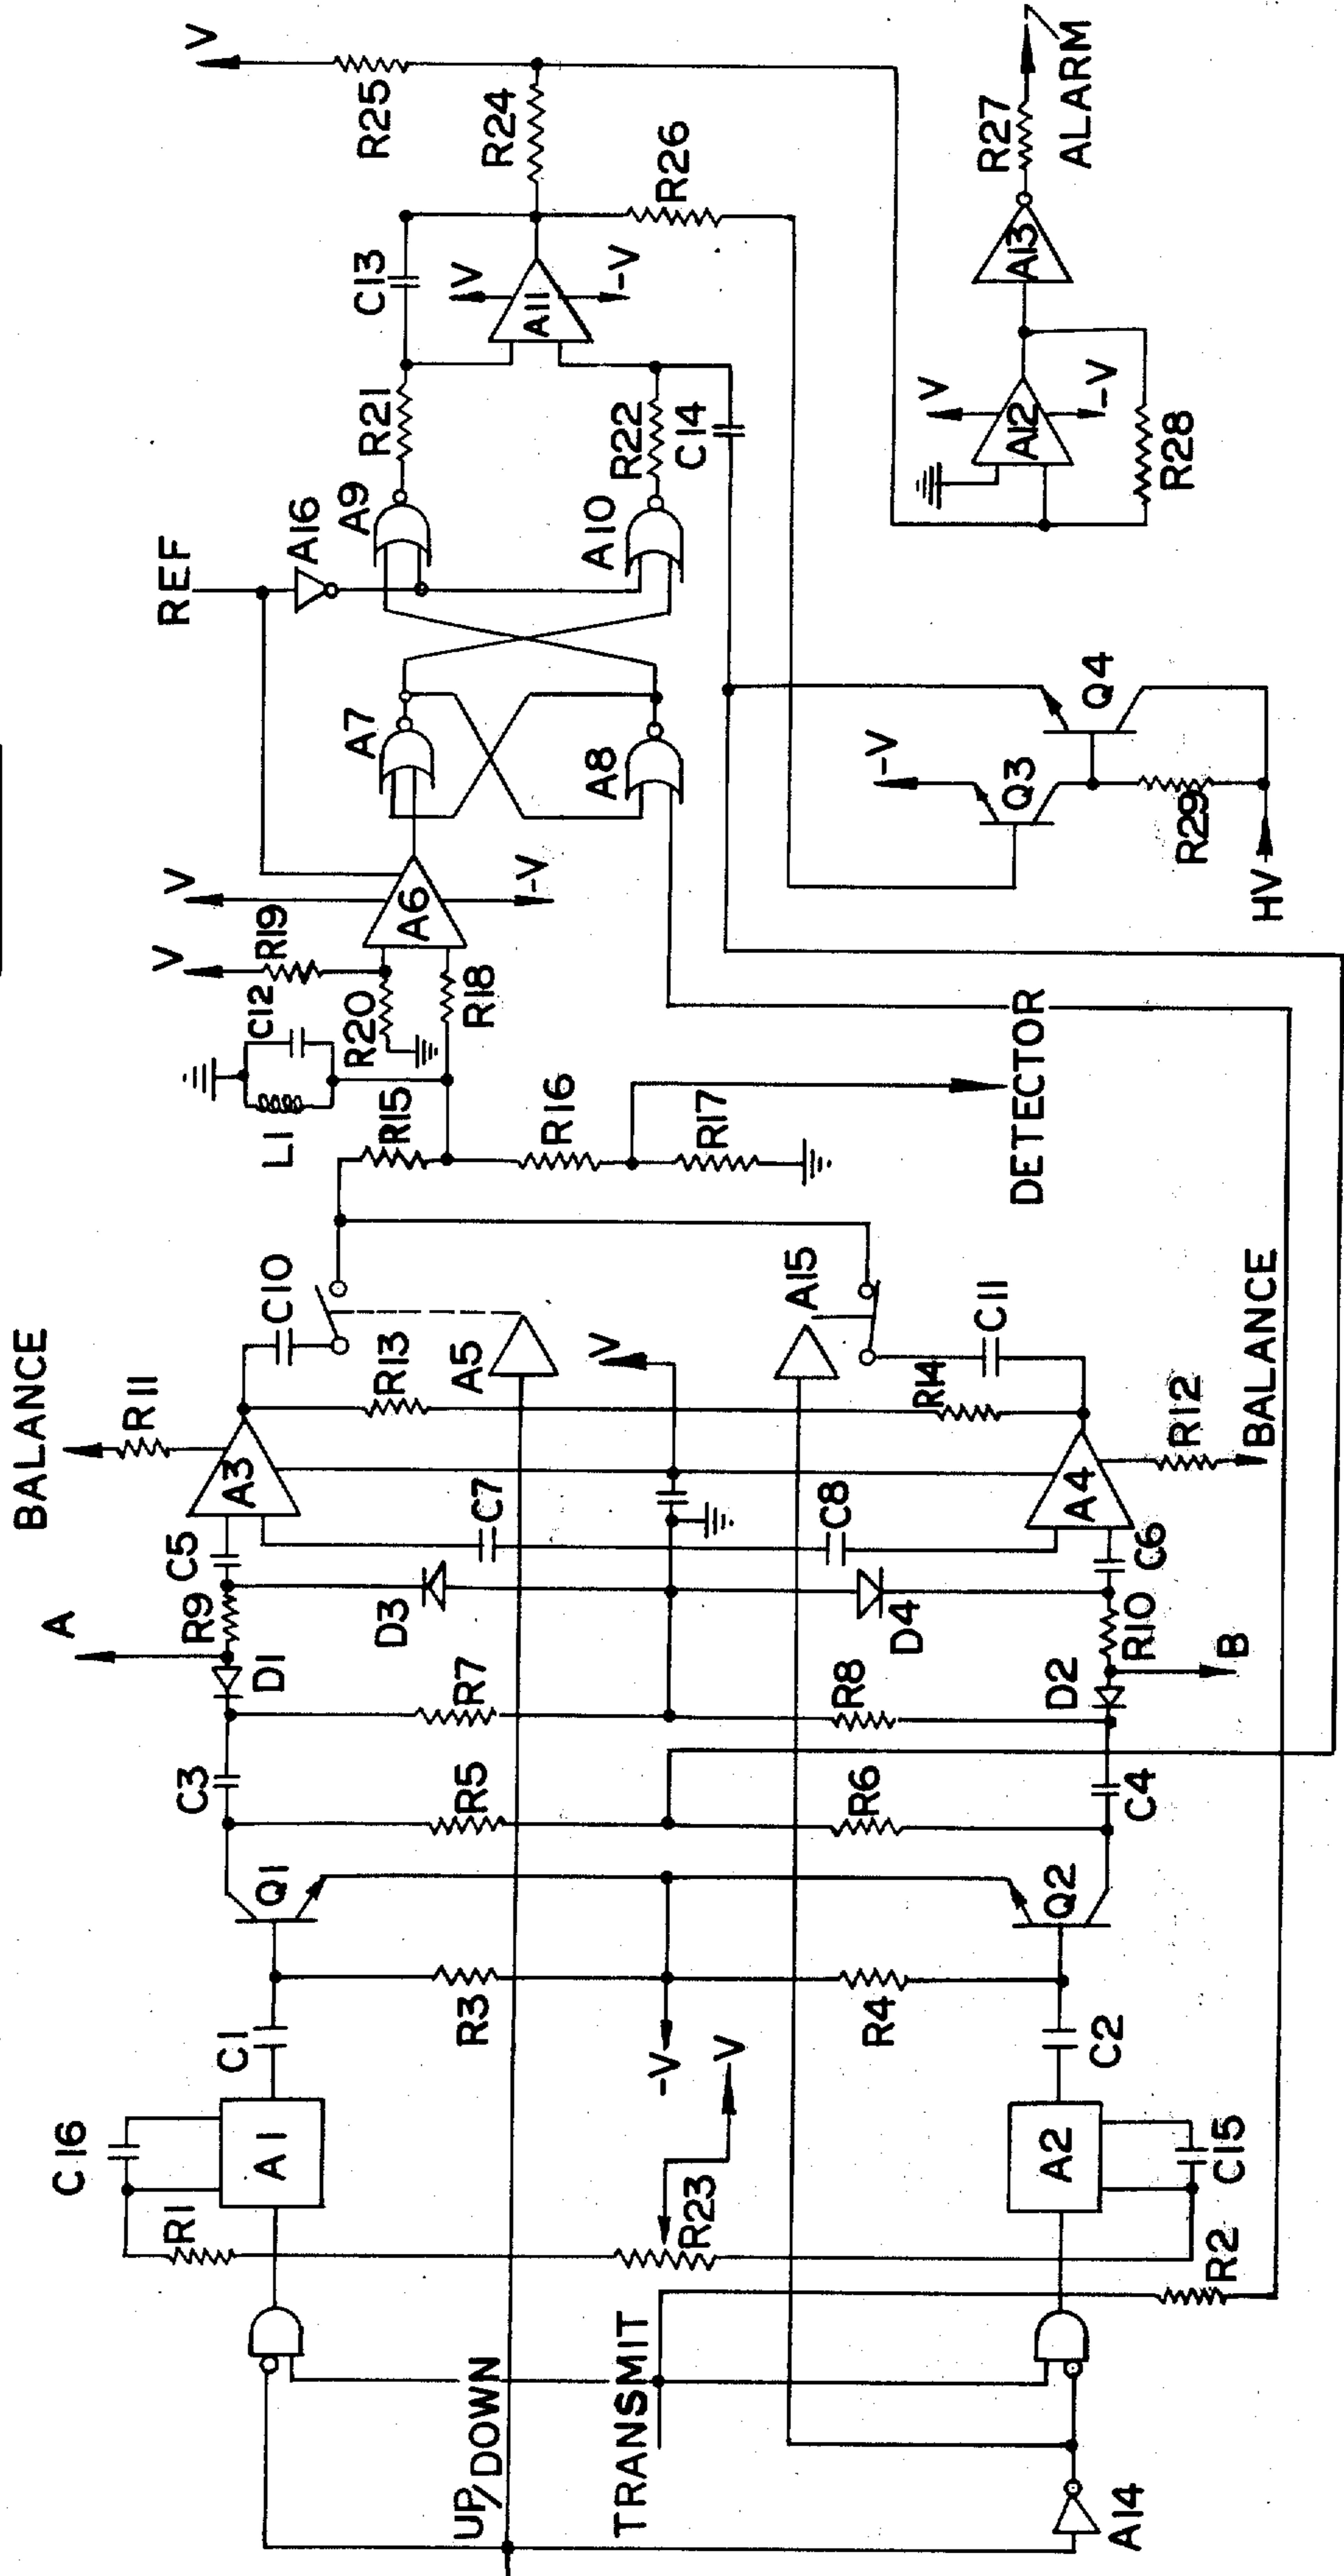 BALANCE
R11
C10
R13
A5
A3
C5
C7
A
R9
D3
D1
R7
C3
R5
Q1
C1
R3
C16
A1
R1
UP/DOWN
-V
V
R23
TRANSMIT
A14
R4
Q2
C2
A2
C15
R2
R6
C4
R8
D2
B
D4
R10
C8
C6
A4
R12
BALANCE
R14
C11
A15
V
L1
C12
R15
R16
R17
DETECTOR
R20
R18
R19
V
V
A6
-V
A7
A8
REF
A16
A9
A10
R21
R22
C14
C13
V
A11
-V
R24
R25
V
R26
-V
Q3
Q4
R29
HV
V
A12
-V
R28
A13
R27
ALARM